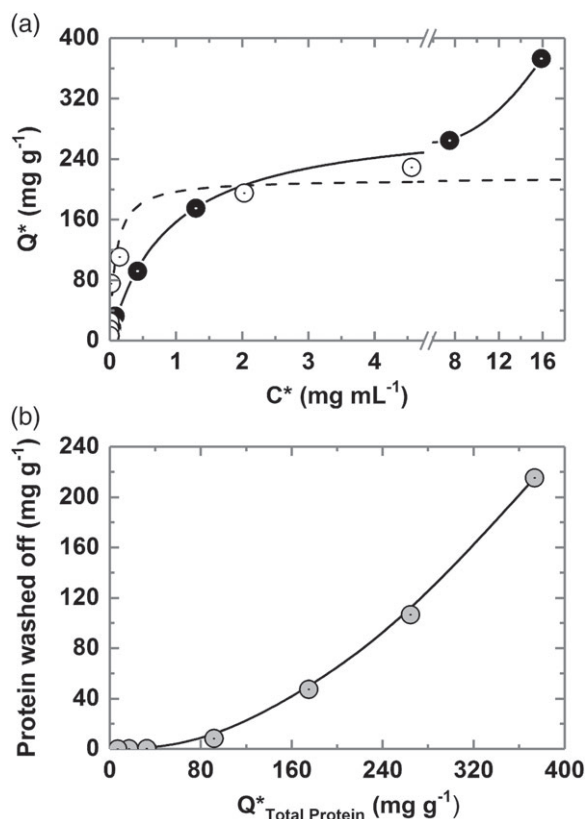 (a)
400
320
240
160
80
0
Q* (mg g⁻¹)
0 1 2 3 4 8 12 16
C* (mg mL⁻¹)
(b)
240
200
160
120
80
40
0
Protein washed off (mg g⁻¹)
0 80 160 240 320 400
Q*Total Protein (mg g⁻¹)